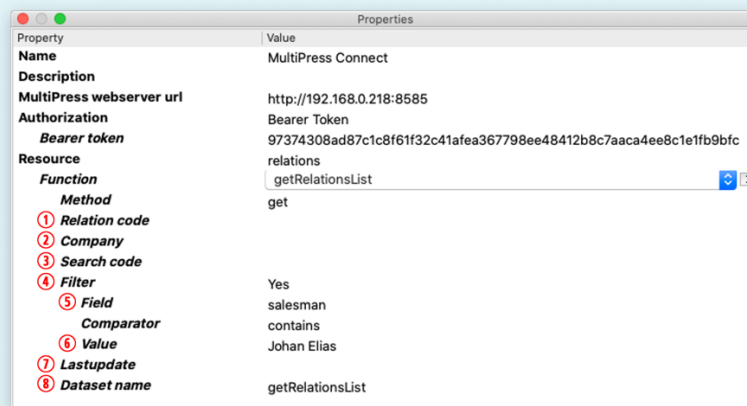 Properties
Property Value
Name MultiPress Connect
Description
MultiPress webserver url http://192.168.0.218:8585
Authorization Bearer Token
Bearer token 97374308ad87c1c8f61f32c41afea367798ee48412b8c7aaca4ee8c1e1fb9bfc
Resource relations
Function getRelationsList
Method get
① Relation code
② Company
③ Search code
④ Filter Yes
⑤ Field salesman
Comparator contains
⑥ Value Johan Elias
⑦ Lastupdate
⑧ Dataset name getRelationsList